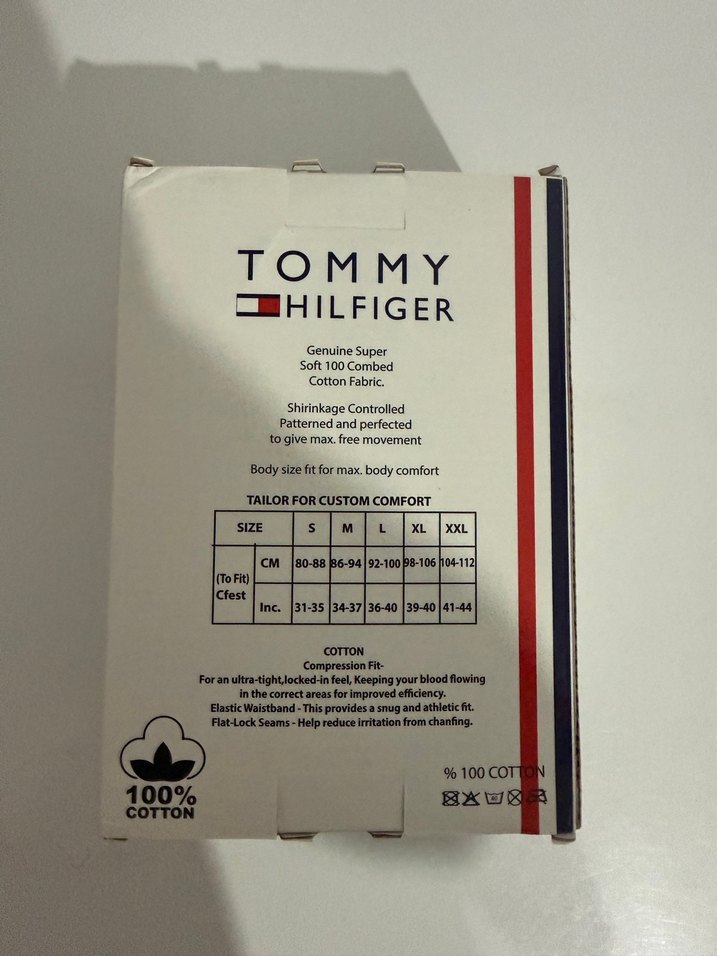 TOMMY
HILFIGER
Genuine Super
Soft 100 Combed
Cotton Fabric.
Shirinkage Controlled
Patterned and perfected
to give max. free movement
Body size fit for max. body comfort
TAILOR FOR CUSTOM COMFORT
SIZE S M L XL XXL
(To Fit) Cfest
CM 80-88 86-94 92-100 98-106 104-112
Inc. 31-35 34-37 36-40 39-40 41-44
COTTON
Compression Fit-
For an ultra-tight,locked-in feel, Keeping your blood flowing
in the correct areas for improved efficiency.
Elastic Waistband - This provides a snug and athletic fit.
Flat-Lock Seams - Help reduce irritation from chanfing.
% 100 COTTON
100%
COTTON